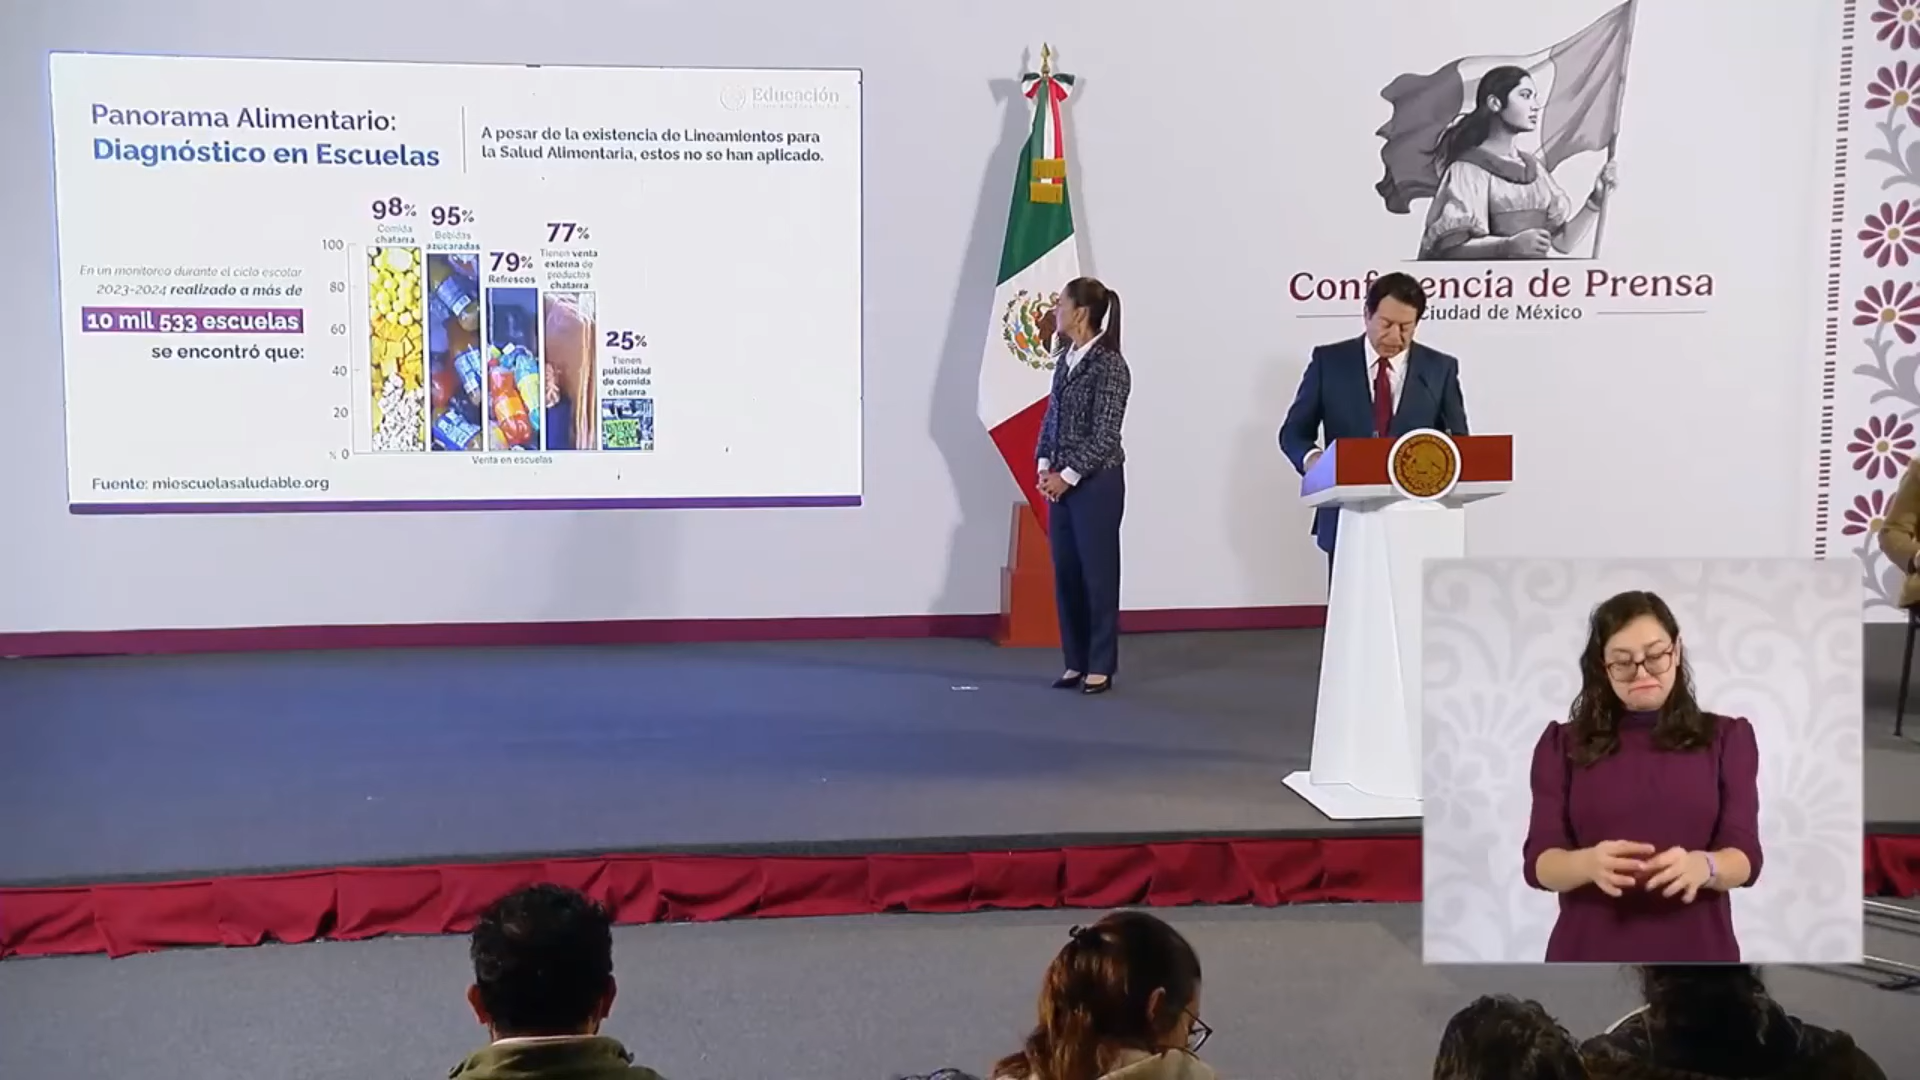 Educación
Panorama Alimentario:
Diagnóstico en Escuelas
A pesar de la existencia de Lineamientos para
la Salud Alimentaria, estos no se han aplicado.
En un monitoreo durante el ciclo escolar
2023-2024 realizado a más de
10 mil 533 escuelas
se encontró que:
98%
Comida
chatarra
95%
Bebidas
azucaradas
79%
Refrescos
77%
Tienen venta
externa de
productos
chatarra
25%
Tienen
publicidad
de comida
chatarra
100
80
60
40
20
% 0
Venta en escuelas
Fuente: miescuelasaludable.org
Conferencia de Prensa
Ciudad de México